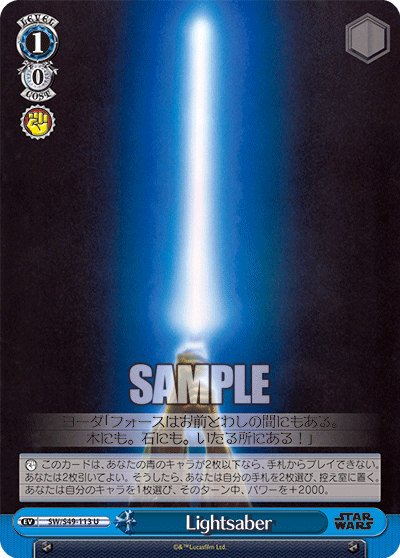 LEVEL
1
0
COST
SAMPLE
ヨーダ「フォースはお前とわしの間にもある。
木にも。石にも。いたる所にある！」
このカードは、あなたの青のキャラが2枚以下なら、手札からプレイできない。
あなたは2枚引いてよい。そうしたら、あなたは自分の手札を2枚選び、控え室に置く。
あなたは自分のキャラを1枚選び、そのターン中、パワーを＋2000。
EV
SW/S49-113 U
Lightsaber
STAR
WARS
©&™Lucasfilm Ltd.